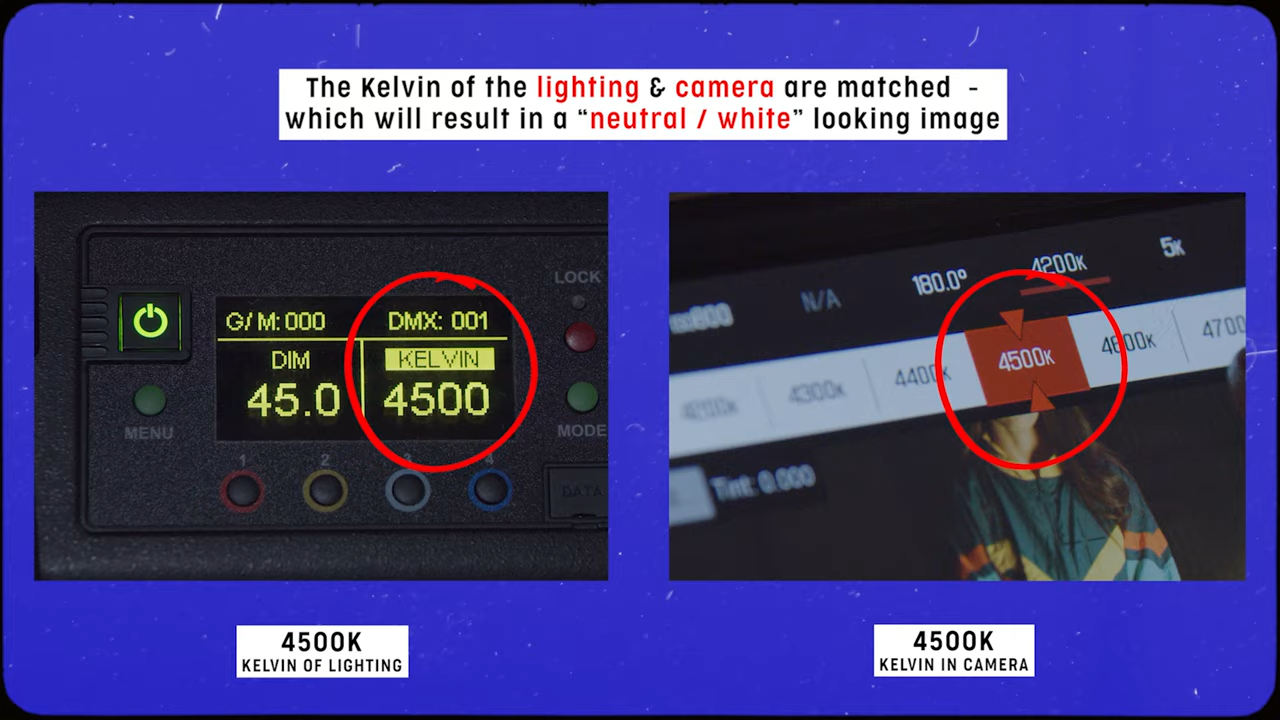 The Kelvin of the lighting & camera are matched -
which will result in a “neutral / white” looking image
LOCK
G/M:000
DMX: 001
DIM
KELVIN
45.0
4500
MENU
MODE
1
2
3
4
DATA
N/A
180.0°
4200K
5K
4300K
4400K
4500K
4600K
4700
Tint: 0.000
4500K
KELVIN OF LIGHTING
4500K
KELVIN IN CAMERA